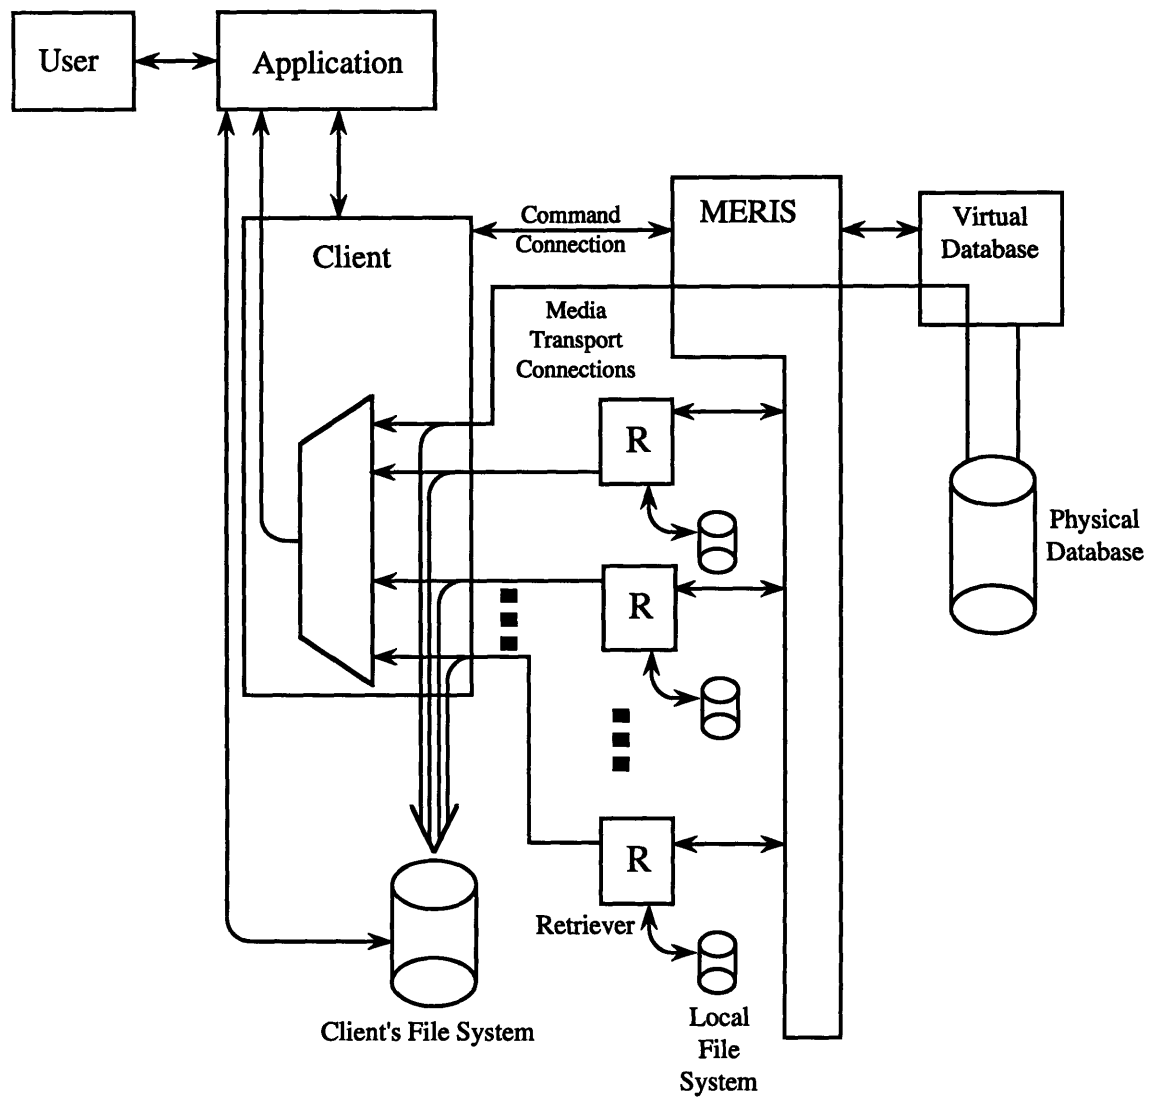 User
Application
MERIS
Virtual
Database
Command
Connection
Client
Media
Transport
Connections
R
Physical
Database
R
R
Retriever
Client's File System
Local
File
System